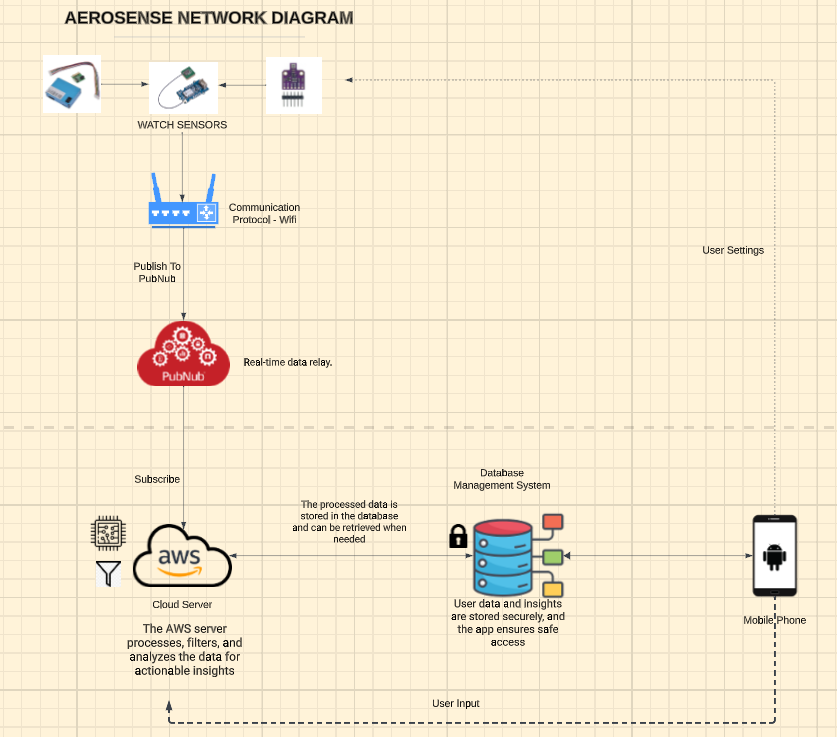 AEROSENSE NETWORK DIAGRAM
WATCH SENSORS
Communication
Protocol - Wifi
User Settings
Publish To
PubNub
PubNub
Real-time data relay.
Subscribe
Database
Management System
The processed data is
stored in the database
and can be retrieved when
needed
aws
Cloud Server
User data and insights
are stored securely, and
the app ensures safe
access
Mobile Phone
The AWS server
processes, filters, and
analyzes the data for
actionable insights
User Input